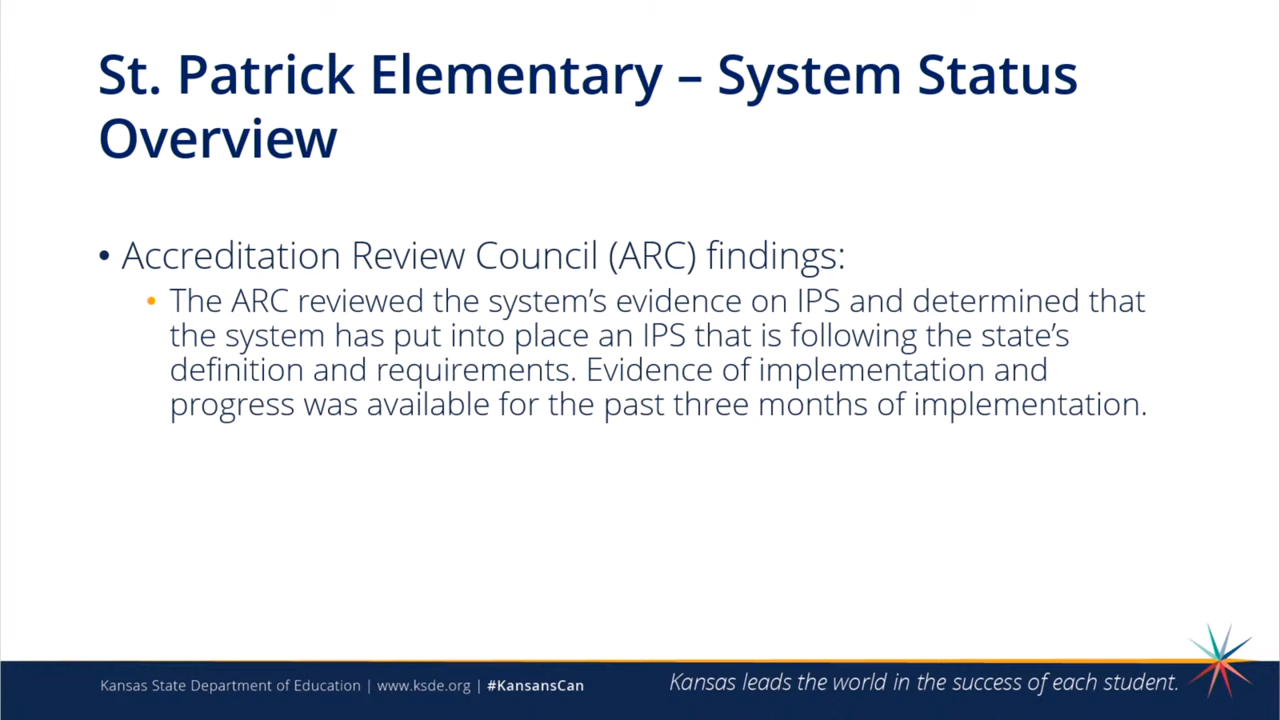 St. Patrick Elementary – System Status
Overview
• Accreditation Review Council (ARC) findings:
• The ARC reviewed the system’s evidence on IPS and determined that
the system has put into place an IPS that is following the state’s
definition and requirements. Evidence of implementation and
progress was available for the past three months of implementation.
Kansas State Department of Education | www.ksde.org | #KansansCan
Kansas leads the world in the success of each student.